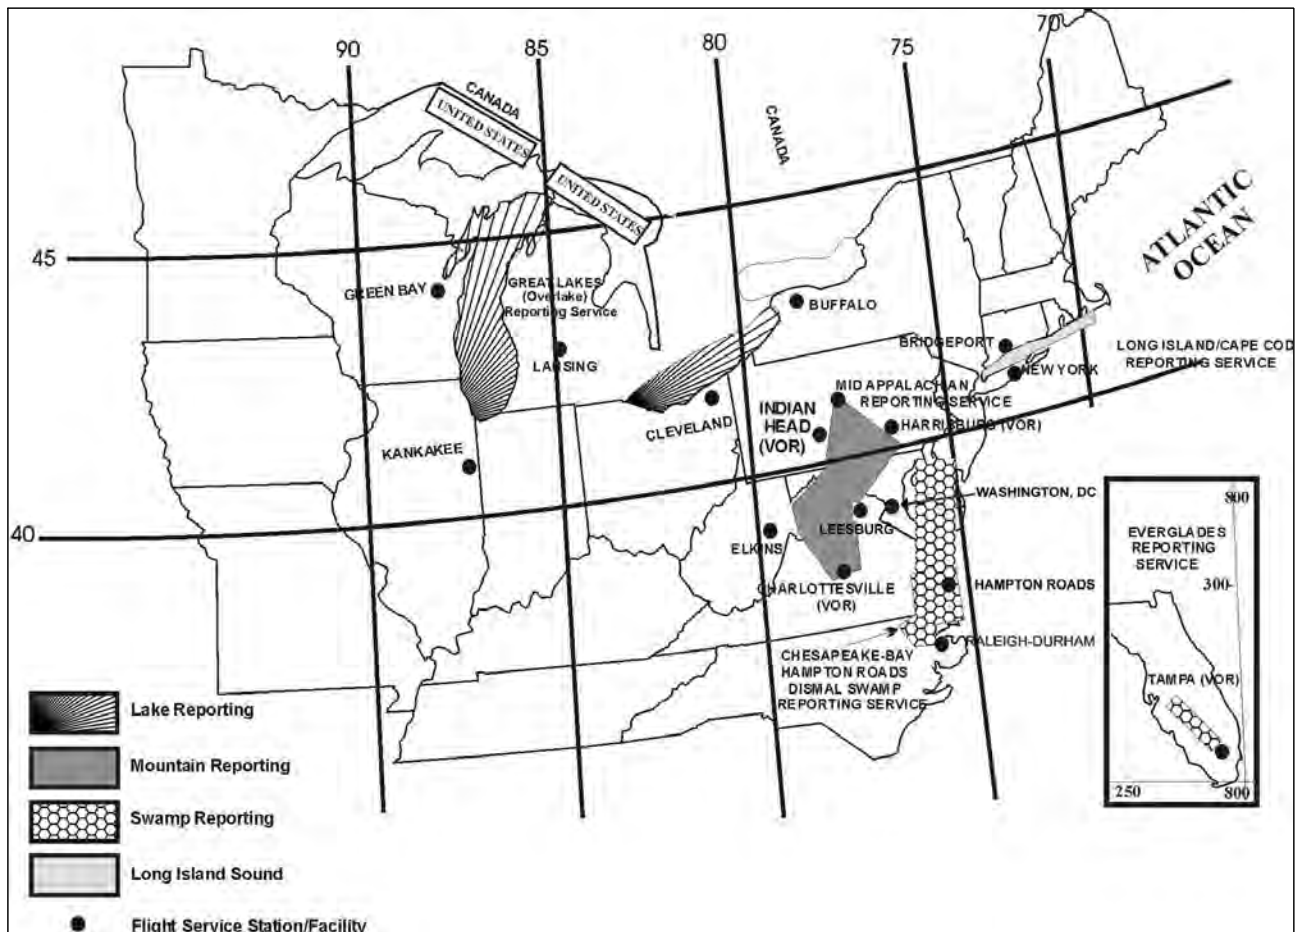 90
85
80
75
70
CANADA
UNITED STATES
CANADA
UNITED STATES
ATLANTIC
OCEAN
45
GREEN BAY
GREAT LAKES
(Overlake)
Reporting Service
BUFFALO
LANSING
BRIDGEPORT
LONG ISLAND/CAPE COD
REPORTING SERVICE
NEW YORK
MID APPALACHIAN
REPORTING SERVICE
INDIAN
HEAD
(VOR)
HARRISBURG (VOR)
CLEVELAND
KANKAKEE
WASHINGTON, DC
40
LEESBURG
ELKINS
CHARLOTTESVILLE
(VOR)
HAMPTON ROADS
RALEIGH-DURHAM
CHESAPEAKE-BAY
HAMPTON ROADS
DISMAL SWAMP
REPORTING SERVICE
800
EVERGLADES
REPORTING
SERVICE
300
TAMPA (VOR)
250
800
Lake Reporting
Mountain Reporting
Swamp Reporting
Long Island Sound
Flight Service Station/Facility